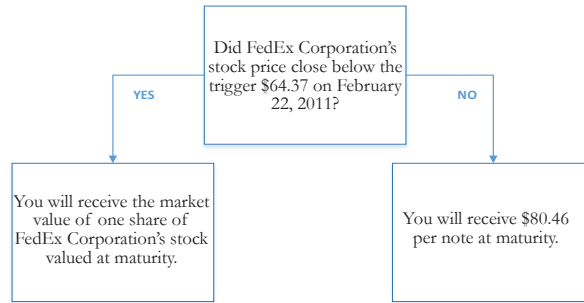 Did FedEx Corporation's
stock price close below the
trigger $64.37 on February
22, 2011?
YES
NO
You will receive the market
value of one share of
FedEx Corporation's stock
valued at maturity.
You will receive $80.46
per note at maturity.